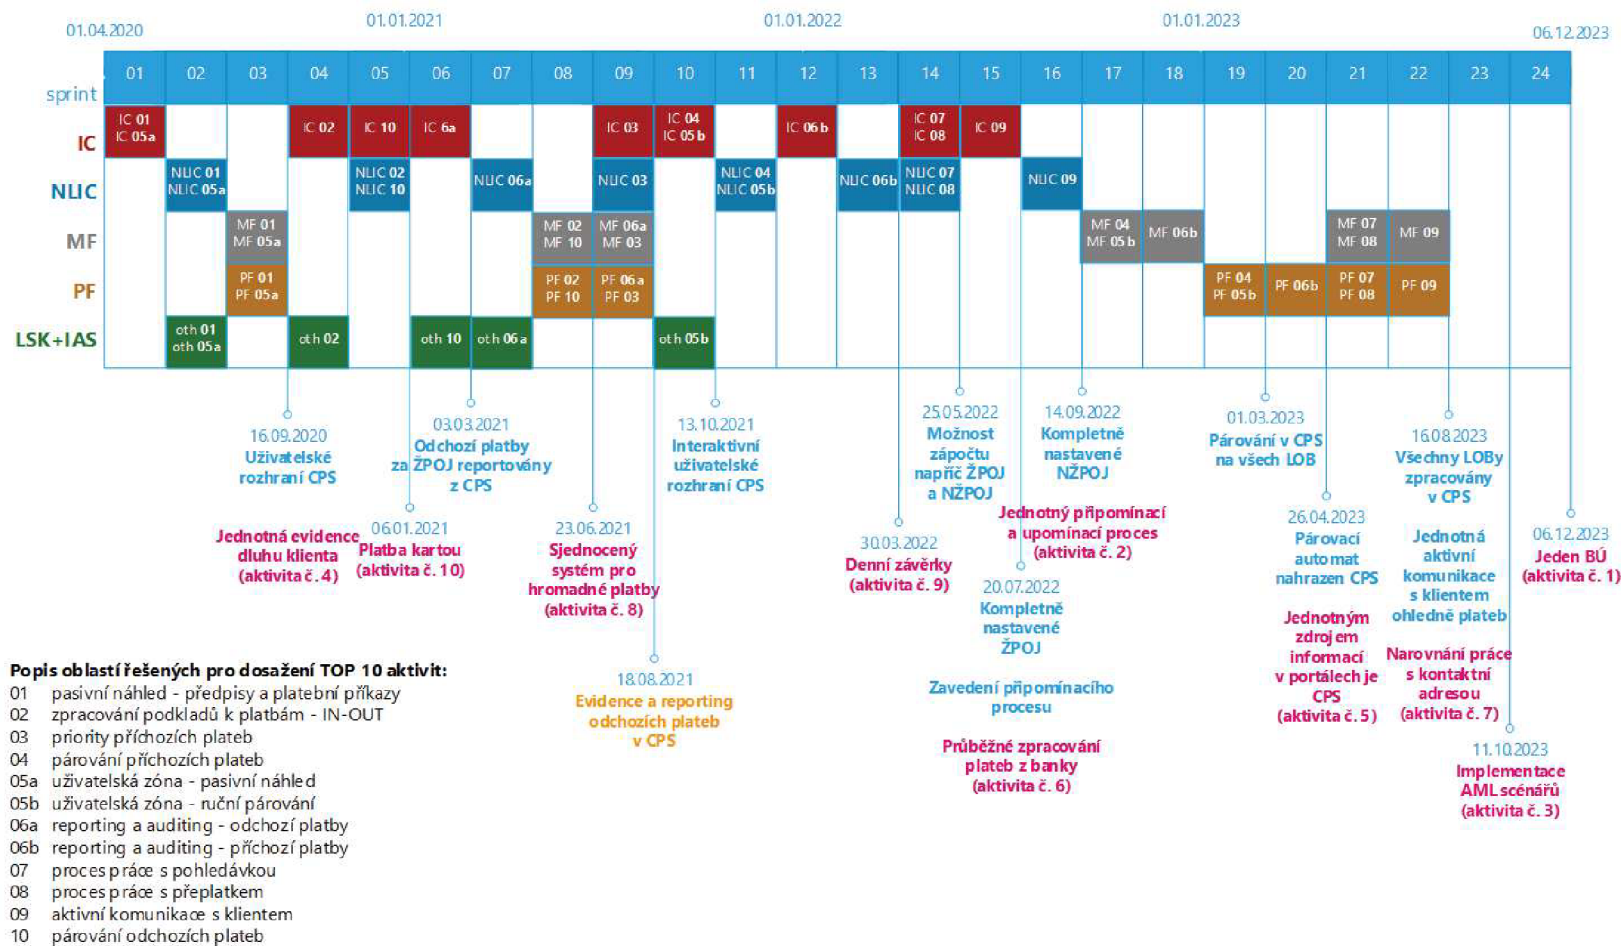 01.04.2020
01.01.2021
01.01.2022
01.01.2023
06.12.2023
sprint 01 02 03 04 05 06 07 08 09 10 11 12 13 14 15 16 17 18 19 20 21 22 23 24
IC
IC 01
IC 05a
IC 02
IC 10
IC 6a
IC 03
IC 04
IC 05b
IC 06b
IC 07
IC 08
IC 09
NLIC
NLIC 01
NLIC 05a
NLIC 02
NLIC 10
NLIC 06a
NLIC 03
NLIC 04
NLIC 05b
NLIC 06b
NLIC 07
NLIC 08
NLIC 09
MF
MF 01
MF 05a
MF 02
MF 10
MF 06a
MF 03
MF 04
MF 05b
MF 06b
MF 07
MF 08
MF 09
PF
PF 01
PF 05a
PF 02
PF 10
PF 06a
PF 03
PF 04
PF 05b
PF 06b
PF 07
PF 08
PF 09
LSK+IAS
oth 01
oth 05a
oth 02
oth 10
oth 06a
oth 05b
16.09.2020
Uživatelské
rozhraní CPS
Jednotná evidence
dluhu klienta
(aktivita č. 4)
06.01.2021
Platba kartou
(aktivita č. 10)
03.03.2021
Odchozí platby
za ŽPOJ reportovány
z CPS
23.06.2021
Sjednocený
systém pro
hromadné platby
(aktivita č. 8)
18.08.2021
Evidence a reporting
odchozích plateb
v CPS
13.10.2021
Interaktivní
uživatelské
rozhraní CPS
30.03.2022
Denní závěrky
(aktivita č. 9)
25.05.2022
Možnost
zápočtu
napříč ŽPOJ
a NŽPOJ
20.07.2022
Kompletně
nastavené
ŽPOJ
Zavedení připomínacího
procesu
Průběžné zpracování
plateb z banky
(aktivita č. 6)
14.09.2022
Kompletně
nastavené
NŽPOJ
Jednotný připomínací
a upomínací proces
(aktivita č. 2)
01.03.2023
Párování v CPS
na všech LOB
26.04.2023
Párovací
automat
nahrazen CPS
Jednotným
zdrojem
informací
v portálech je
CPS
(aktivita č. 5)
16.08.2023
Všechny LOBy
zpracovány
v CPS
Jednotná
aktivní
komunikace
s klientem
ohledně plateb
Narovnání práce
s kontaktní
adresou
(aktivita č. 7)
11.10.2023
Implementace
AML scénářů
(aktivita č. 3)
06.12.2023
Jeden BÚ
(aktivita č. 1)
Popis oblastí řešených pro dosažení TOP 10 aktivit:
01 pasivní náhled - předpisy a platební příkazy
02 zpracování podkladů k platbám - IN-OUT
03 priority příchozích plateb
04 párování příchozích plateb
05a uživatelská zóna - pasivní náhled
05b uživatelská zóna - ruční párování
06a reporting a auditing - odchozí platby
06b reporting a auditing - příchozí platby
07 proces práce s pohledávkou
08 proces práce s přeplatkem
09 aktivní komunikace s klientem
10 párování odchozích plateb